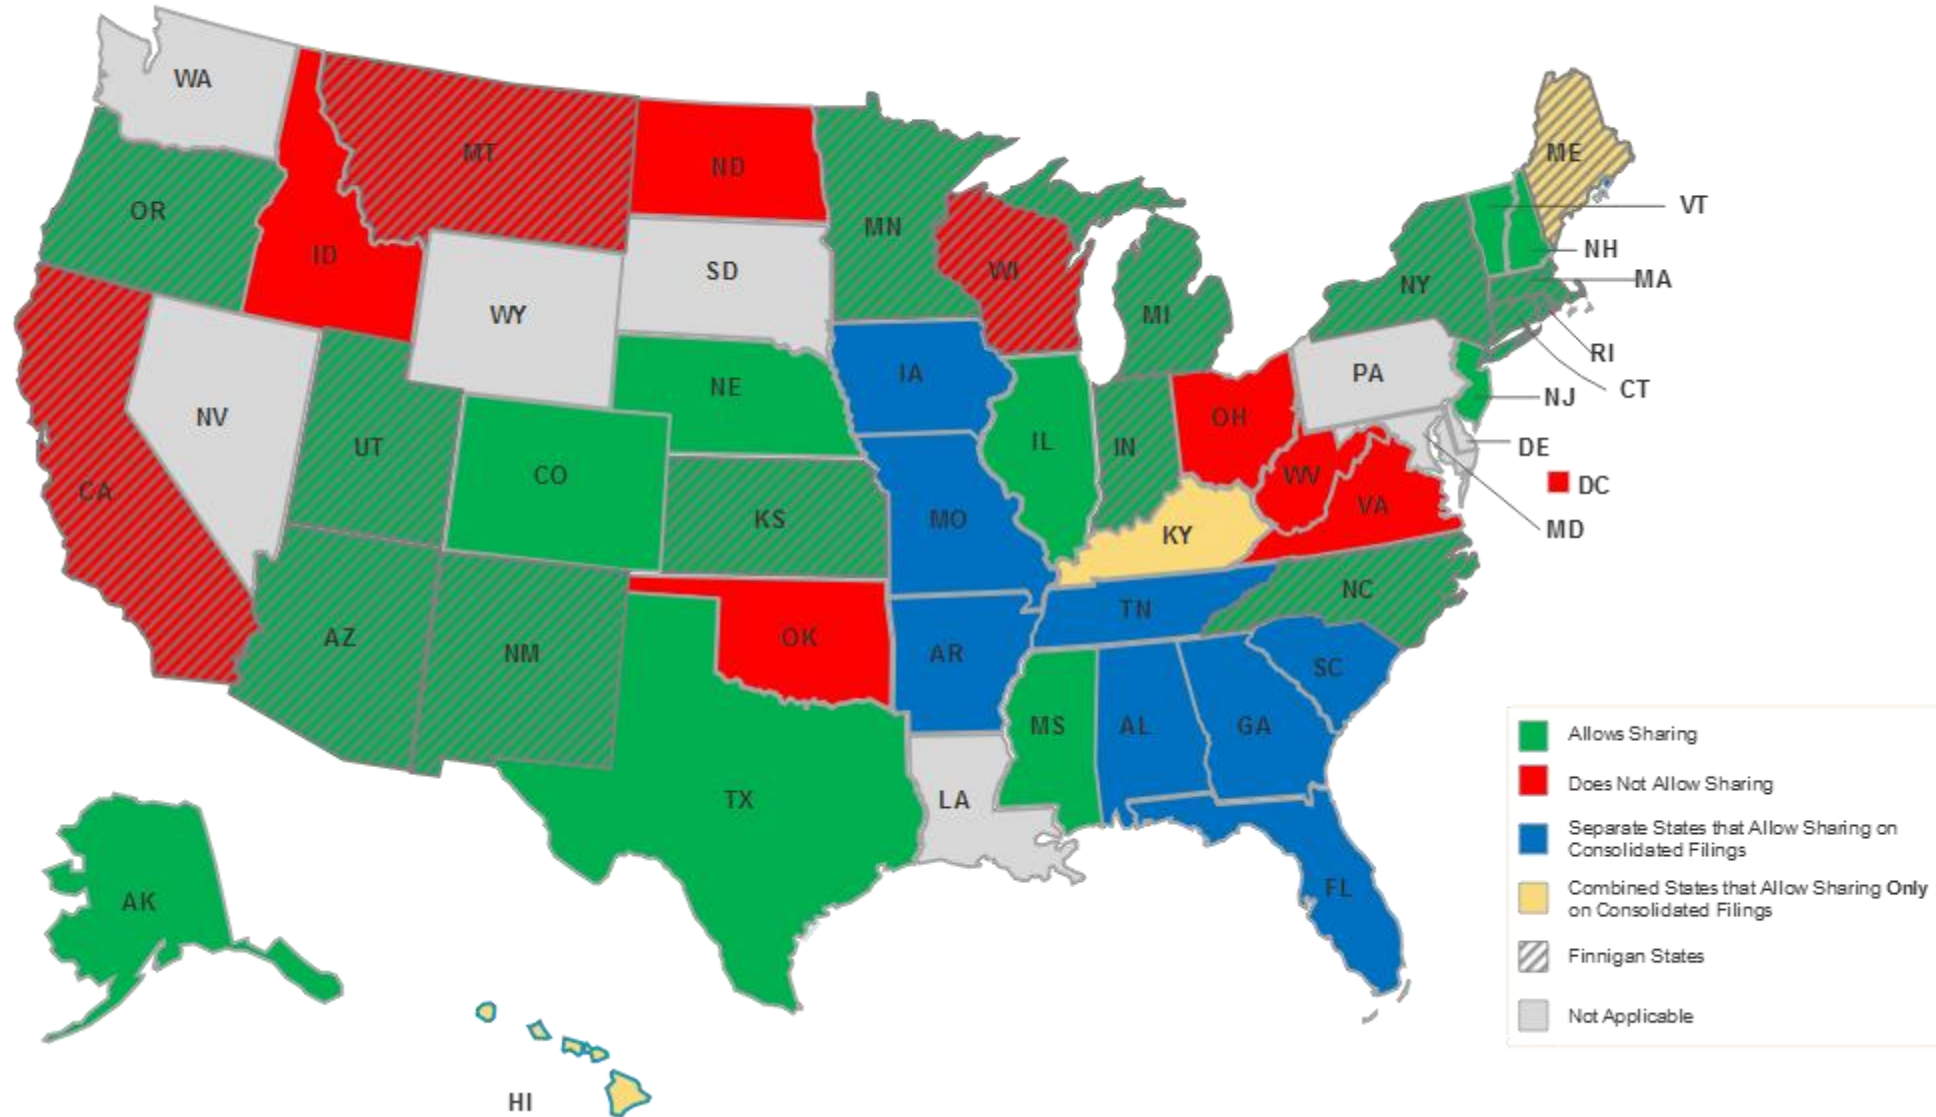 WA
MT
ND
ME
OR
VT
MN
NH
ID
SD
WI
MA
NY
WY
MI
RI
IA
PA
NE
CT
NJ
NV
OH
IL
UT
IN
DE
CO
WV
DC
CA
VA
KS
MO
MD
KY
NC
TN
AZ
OK
NM
AR
SC
MS
AL
GA
TX
LA
FL
AK
HI
Allows Sharing
Does Not Allow Sharing
Separate States that Allow Sharing on
Consolidated Filings
Combined States that Allow Sharing Only
on Consolidated Filings
Finnigan States
Not Applicable